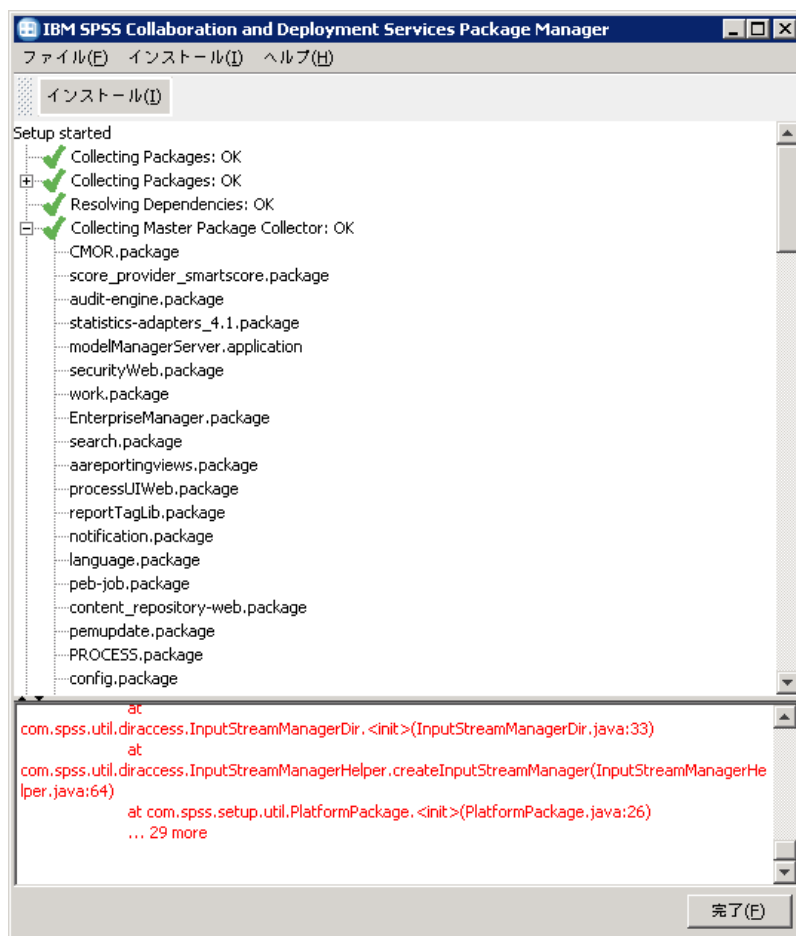 IBM SPSS Collaboration and Deployment Services Package Manager
ファイル(F) インストール(I) ヘルプ(H)
インストール(I)
Setup started
Collecting Packages: OK
Collecting Packages: OK
Resolving Dependencies: OK
Collecting Master Package Collector: OK
CMOR.package
score_provider_smartscore.package
audit-engine.package
statistics-adapters_4.1.package
modelManagerServer.application
securityWeb.package
work.package
EnterpriseManager.package
search.package
aareportingviews.package
processUIWeb.package
reportTagLib.package
notification.package
language.package
peb-job.package
content_repository-web.package
pemupdate.package
PROCESS.package
config.package
at
com.spss.util.diraccess.InputStreamManagerDir.<init>(InputStreamManagerDir.java:33)
at
com.spss.util.diraccess.InputStreamManagerHelper.createInputStreamManager(InputStreamManagerHe
lper.java:64)
at com.spss.setup.util.PlatformPackage.<init>(PlatformPackage.java:26)
... 29 more
完了(F)